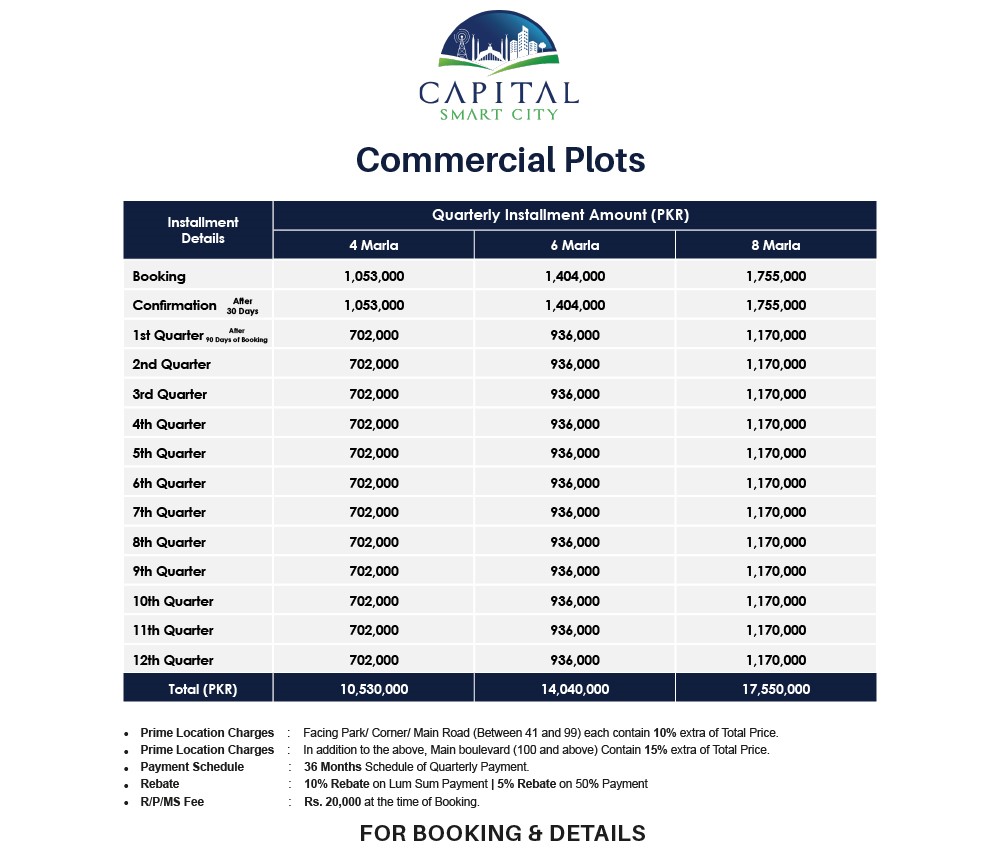 CAPITAL
SMART CITY
Commercial Plots
Installment Details
Quarterly Installment Amount (PKR)
4 Marla 6 Marla 8 Marla
Booking 1,053,000 1,404,000 1,755,000
Confirmation After 30 Days 1,053,000 1,404,000 1,755,000
1st Quarter After 90 Days of Booking 702,000 936,000 1,170,000
2nd Quarter 702,000 936,000 1,170,000
3rd Quarter 702,000 936,000 1,170,000
4th Quarter 702,000 936,000 1,170,000
5th Quarter 702,000 936,000 1,170,000
6th Quarter 702,000 936,000 1,170,000
7th Quarter 702,000 936,000 1,170,000
8th Quarter 702,000 936,000 1,170,000
9th Quarter 702,000 936,000 1,170,000
10th Quarter 702,000 936,000 1,170,000
11th Quarter 702,000 936,000 1,170,000
12th Quarter 702,000 936,000 1,170,000
Total (PKR) 10,530,000 14,040,000 17,550,000
• Prime Location Charges : Facing Park/ Corner/ Main Road (Between 41 and 99) each contain 10% extra of Total Price.
• Prime Location Charges : In addition to the above, Main boulevard (100 and above) Contain 15% extra of Total Price.
• Payment Schedule : 36 Months Schedule of Quarterly Payment.
• Rebate : 10% Rebate on Lum Sum Payment | 5% Rebate on 50% Payment
• R/P/MS Fee : Rs. 20,000 at the time of Booking.
FOR BOOKING & DETAILS